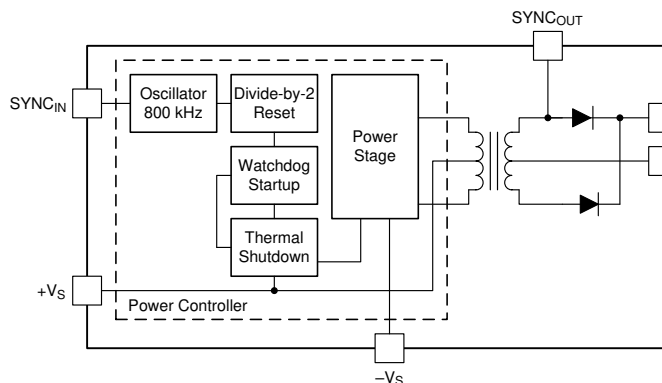 SYNCOUT
SYNCIN
Oscillator
800 kHz
Divide-by-2
Reset
Power
Stage
Watchdog
Startup
Thermal
Shutdown
+VS
Power Controller
–VS